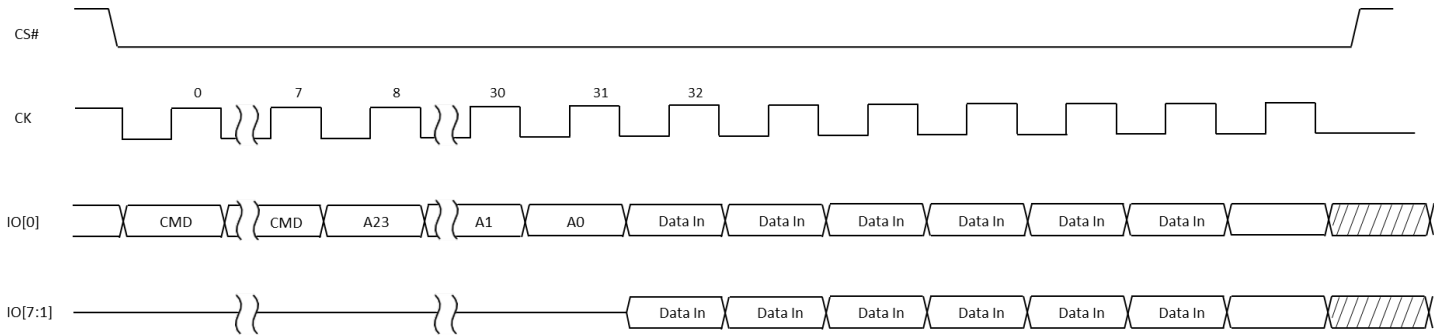 CS#
0 7 8 30 31 32
CK
IO[0] CMD CMD A23 A1 A0 Data In Data In Data In Data In Data In Data In
IO[7:1] Data In Data In Data In Data In Data In Data In